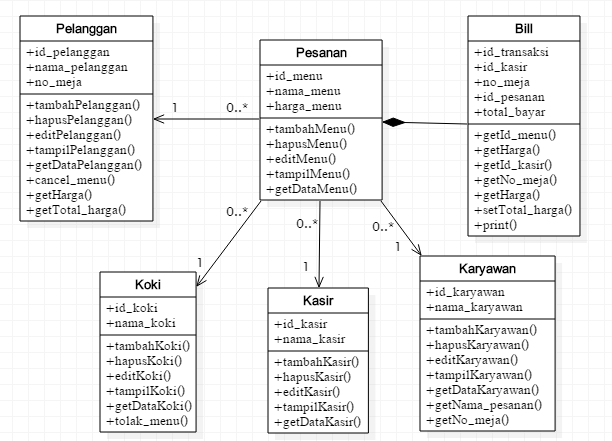 Pelanggan
+id_pelanggan
+nama_pelanggan
+no_meja
+tambahPelanggan()
+hapusPelanggan()
+editPelanggan()
+tampilPelanggan()
+getDataPelanggan()
+cancel_menu()
+getHarga()
+getTotal_harga()
1
0..*
Pesanan
+id_menu
+nama_menu
+harga_menu
+tambahMenu()
+hapusMenu()
+editMenu()
+tampilMenu()
+getDataMenu()
Bill
+id_transaksi
+id_kasir
+no_meja
+id_pesanan
+total_bayar
+getId_menu()
+getHarga()
+getId_kasir()
+getNo_meja()
+getHarga()
+setTotal_harga()
+print()
0..*
1
0..*
1
0..*
1
Koki
+id_koki
+nama_koki
+tambahKoki()
+hapusKoki()
+editKoki()
+tampilKoki()
+getDataKoki()
+tolak_menu()
Kasir
+id_kasir
+nama_kasir
+tambahKasir()
+hapusKasir()
+editKasir()
+tampilKasir()
+getDataKasir()
Karyawan
+id_karyawan
+nama_karyawan
+tambahKaryawan()
+hapusKaryawan()
+editKaryawan()
+tampilKaryawan()
+getDataKaryawan()
+getNama_pesanan()
+getNo_meja()